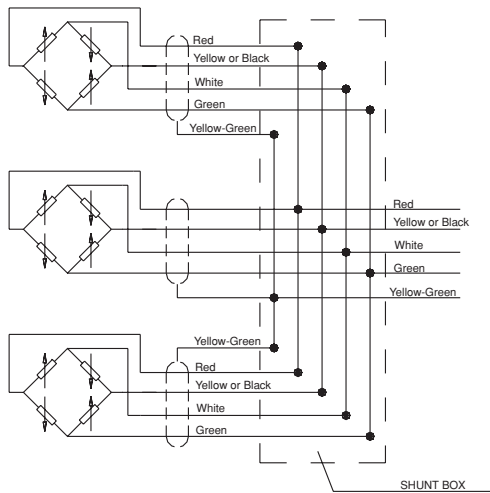 Red
Yellow or Black
White
Green
Yellow-Green
Red
Yellow or Black
White
Green
Yellow-Green
Yellow-Green
Red
Yellow or Black
White
Green
SHUNT BOX